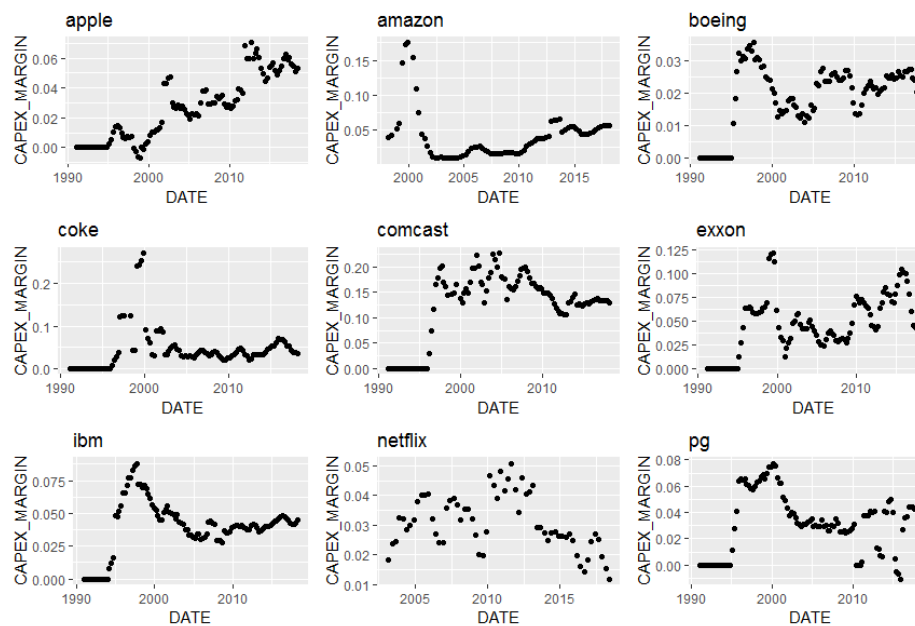 apple
CAPEX_MARGIN
0.06
0.04
0.02
0.00
1990 2000 2010
DATE
amazon
CAPEX_MARGIN
0.15
0.10
0.05
2000 2005 2010 2015
DATE
boeing
CAPEX_MARGIN
0.03
0.02
0.01
0.00
1990 2000 2010
DATE
coke
CAPEX_MARGIN
0.2
0.1
0.0
1990 2000 2010
DATE
comcast
CAPEX_MARGIN
0.20
0.15
0.10
0.05
0.00
1990 2000 2010
DATE
exxon
CAPEX_MARGIN
0.125
0.100
0.075
0.050
0.025
0.000
1990 2000 2010
DATE
ibm
CAPEX_MARGIN
0.075
0.050
0.025
0.000
1990 2000 2010
DATE
netflix
CAPEX_MARGIN
0.05
0.04
0.03
0.02
0.01
2005 2010 2015
DATE
pg
CAPEX_MARGIN
0.08
0.06
0.04
0.02
0.00
1990 2000 2010
DATE